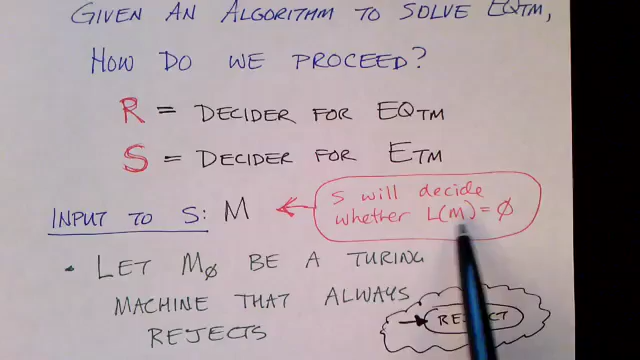 GIVEN AN ALGORITHM TO SOLVE EQTM,
HOW DO WE PROCEED?
R = DECIDER FOR EQTM
S = DECIDER FOR ETM
INPUT TO S: M
S will decide
whether L(M) = ∅
• LET M∅ BE A TURING
MACHINE THAT ALWAYS
REJECTS
REJECT